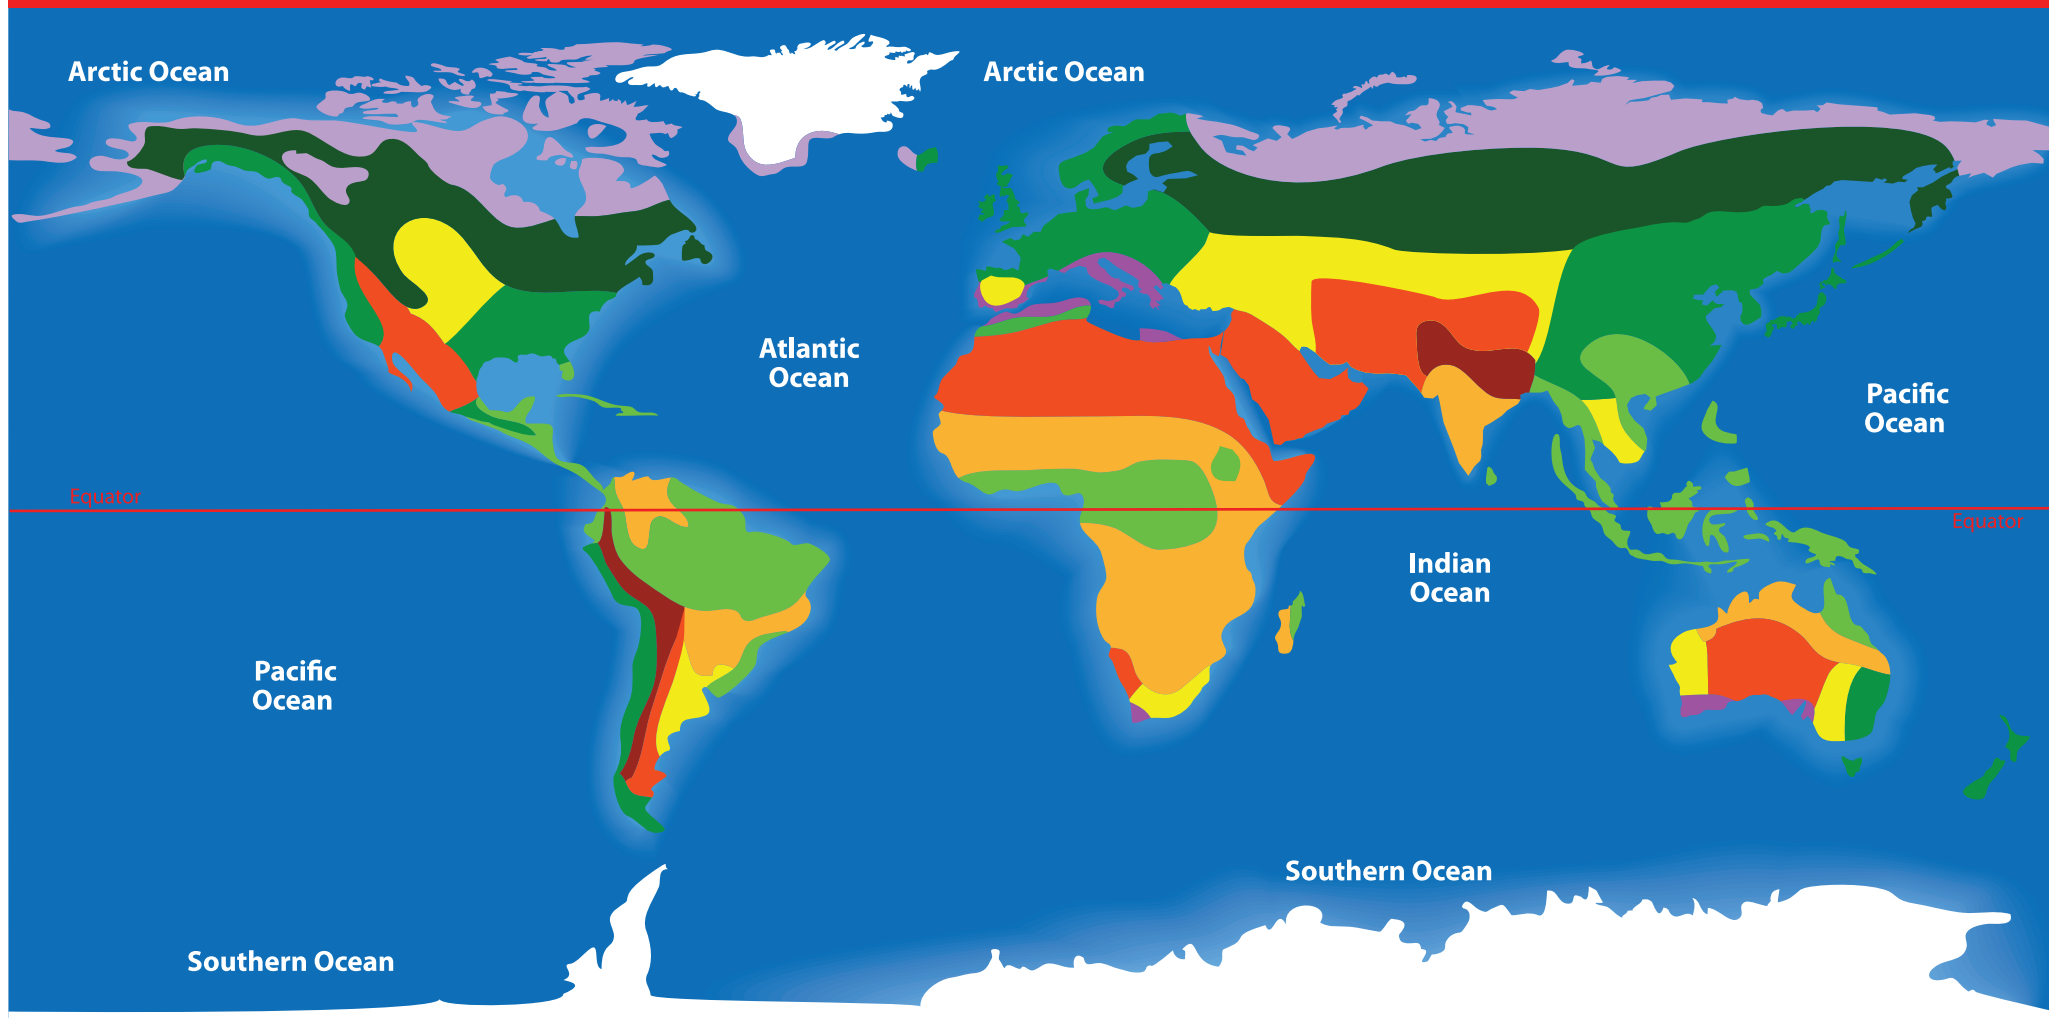 Arctic Ocean
Arctic Ocean
Atlantic
Ocean
Pacific
Ocean
Equator
Equator
Indian
Ocean
Pacific
Ocean
Southern Ocean
Southern Ocean